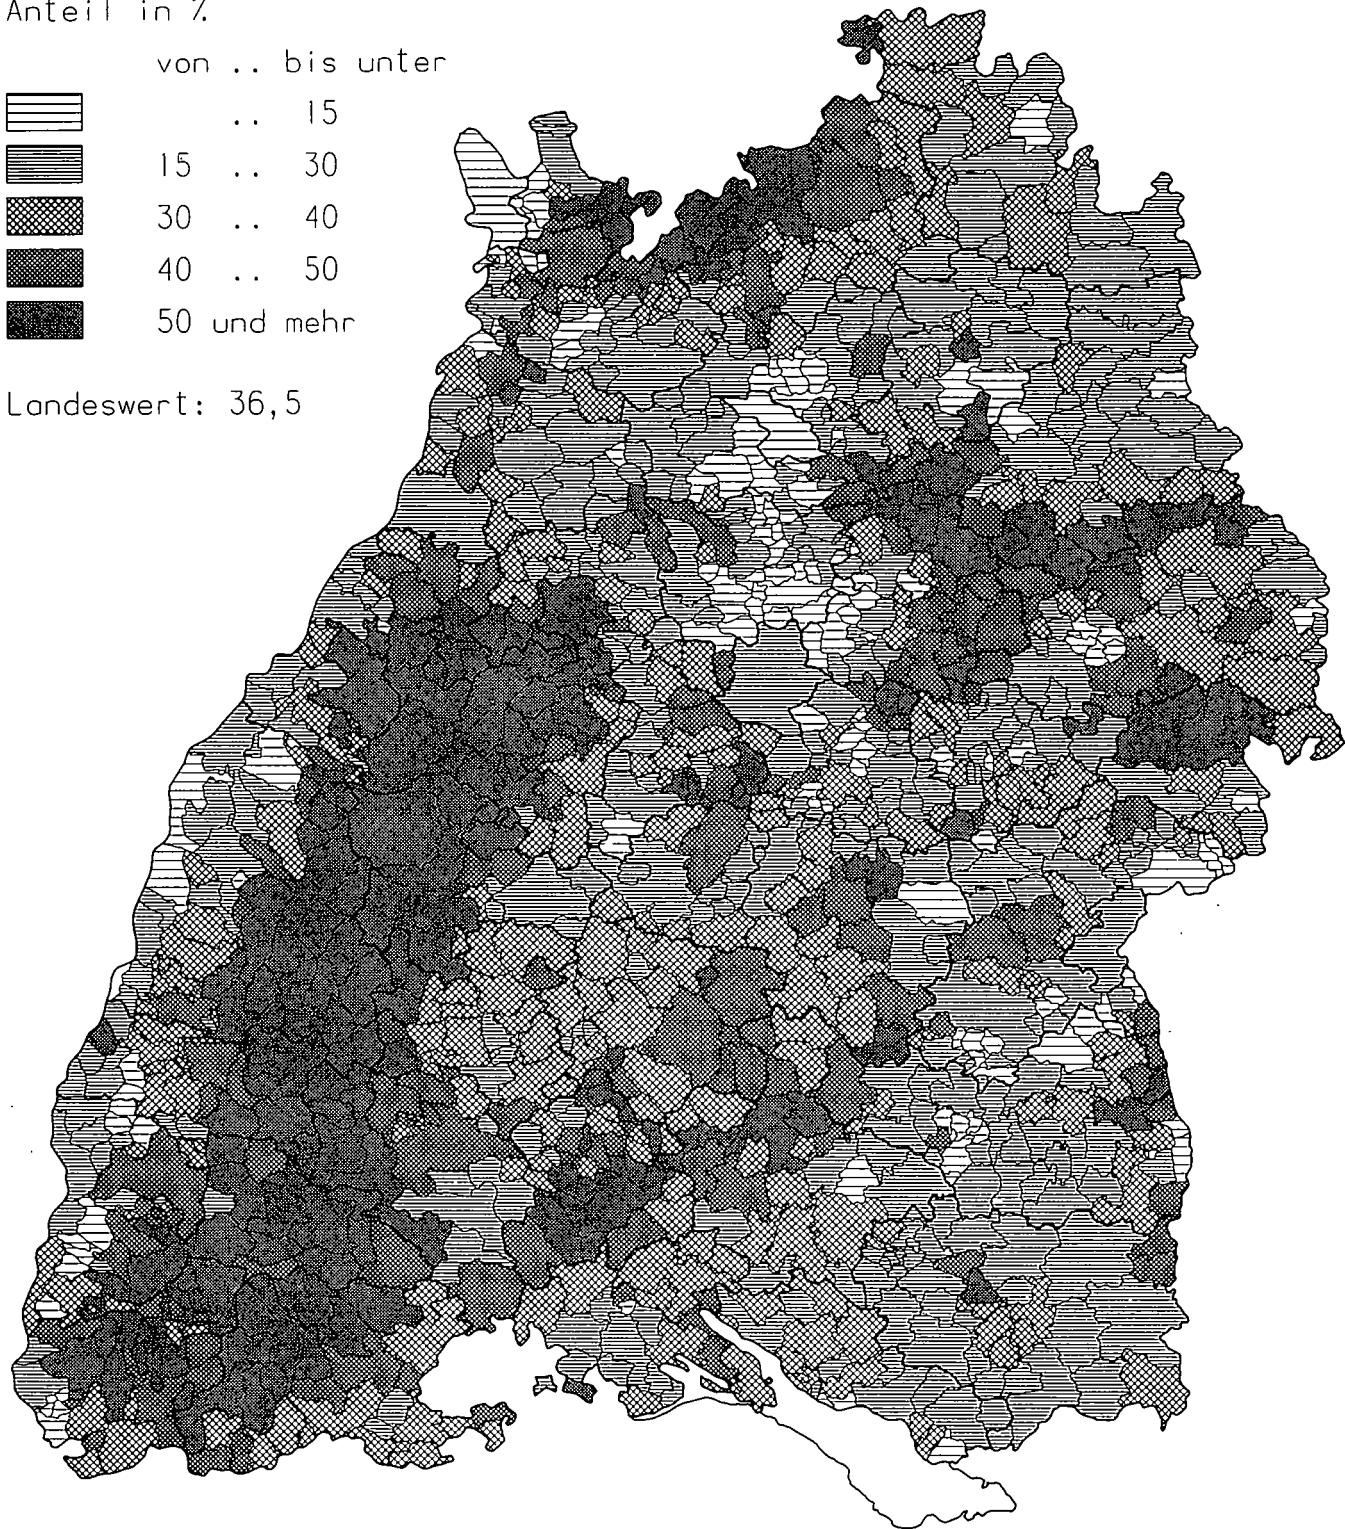 Anteil in %
von .. bis unter
.. 15
15 .. 30
30 .. 40
40 .. 50
50 und mehr
Landeswert: 36,5